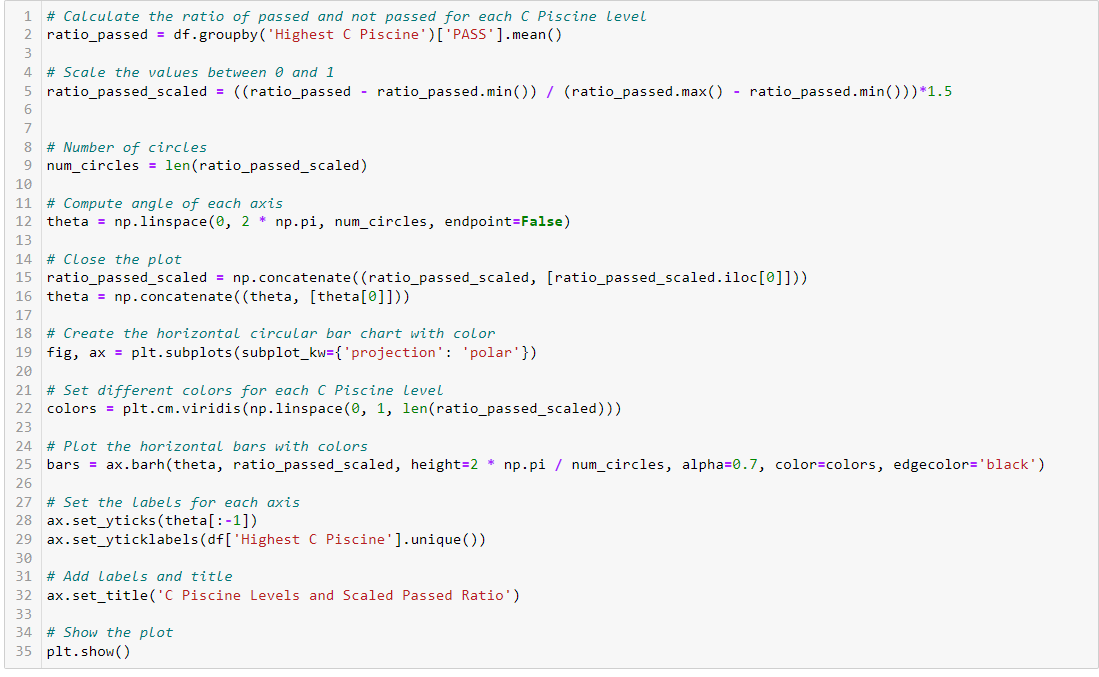 1 # Calculate the ratio of passed and not passed for each C Piscine level
2 ratio_passed = df.groupby('Highest C Piscine')['PASS'].mean()
3
4 # Scale the values between 0 and 1
5 ratio_passed_scaled = ((ratio_passed - ratio_passed.min()) / (ratio_passed.max() - ratio_passed.min()))*1.5
6
7
8 # Number of circles
9 num_circles = len(ratio_passed_scaled)
10
11 # Compute angle of each axis
12 theta = np.linspace(0, 2 * np.pi, num_circles, endpoint=False)
13
14 # Close the plot
15 ratio_passed_scaled = np.concatenate((ratio_passed_scaled, [ratio_passed_scaled.iloc[0]]))
16 theta = np.concatenate((theta, [theta[0]]))
17
18 # Create the horizontal circular bar chart with color
19 fig, ax = plt.subplots(subplot_kw={'projection': 'polar'})
20
21 # Set different colors for each C Piscine level
22 colors = plt.cm.viridis(np.linspace(0, 1, len(ratio_passed_scaled)))
23
24 # Plot the horizontal bars with colors
25 bars = ax.barh(theta, ratio_passed_scaled, height=2 * np.pi / num_circles, alpha=0.7, color=colors, edgecolor='black')
26
27 # Set the labels for each axis
28 ax.set_yticks(theta[:-1])
29 ax.set_yticklabels(df['Highest C Piscine'].unique())
30
31 # Add labels and title
32 ax.set_title('C Piscine Levels and Scaled Passed Ratio')
33
34 # Show the plot
35 plt.show()